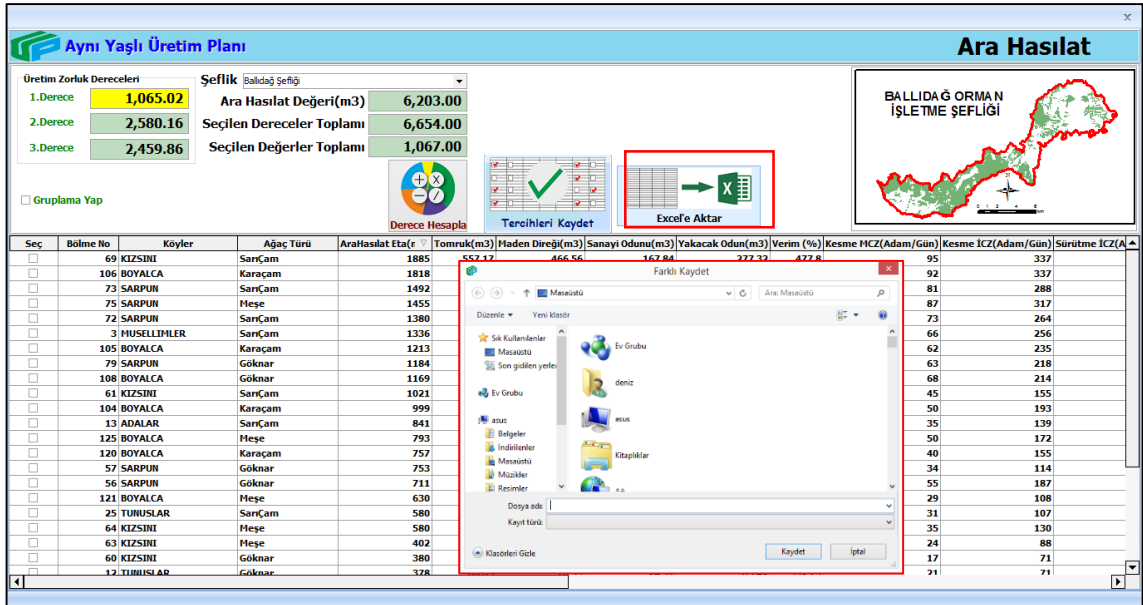 x
Aynı Yaşlı Üretim Planı
Ara Hasılat
Üretim Zorluk Dereceleri
1.Derece 1,065.02
2.Derece 2,580.16
3.Derece 2,459.86
Gruplama Yap
Şeflik Ballıdağ Şefliği
Ara Hasılat Değeri(m3) 6,203.00
Seçilen Dereceler Toplamı 6,654.00
Seçilen Değerler Toplamı 1,067.00
Derece Hesapla
Tercihleri Kaydet
Excel'e Aktar
BALLIDAĞ ORMAN
İŞLETME ŞEFLİĞİ
Seç Bölme No Köyler Ağaç Türü AraHasılat Eta(r Tomruk(m3) Maden Direği(m3) Sanayi Odunu(m3) Yakacak Odun(m3) Verim (%) Kesme MCZ(Adam/Gün) Kesme İCZ(Adam/Gün) Sürütme İCZ(A
69 KIZSINI SarıÇam 1885 557.17 466.56 167.84 277.32 477.8 95 337
106 BOYALCA Karaçam 1818 92 337
73 SARPUN SarıÇam 1492 81 288
75 SARPUN Meşe 1455 87 317
72 SARPUN SarıÇam 1380 73 264
3 MUSELLIMLER SarıÇam 1336 66 256
105 BOYALCA Karaçam 1213 62 235
79 SARPUN Göknar 1184 63 218
108 BOYALCA Göknar 1169 68 214
61 KIZSINI SarıÇam 1021 45 155
104 BOYALCA Karaçam 999 50 193
13 ADALAR SarıÇam 841 35 139
125 BOYALCA Meşe 793 50 172
120 BOYALCA Karaçam 757 40 155
57 SARPUN Göknar 753 34 114
56 SARPUN Göknar 711 55 187
121 BOYALCA Meşe 630 29 108
25 TUNUSLAR SarıÇam 580 31 107
64 KIZSINI Meşe 580 35 130
63 KIZSINI Meşe 402 24 88
60 KIZSINI Göknar 380 17 71
12 TUNUSLAR Göknar 378 21 71
Farklı Kaydet
x
Masaüstü
Ara: Masaüstü
Düzenle Yeni klasör
Sık Kullanılanlar
Masaüstü
Son gidilen yerler
Ev Grubu
asus
Belgeler
İndirilenler
Masaüstü
Müzikler
Resimler
Ev Grubu
deniz
asus
Kitaplıklar
Dosya adı:
Kayıt türü:
Klasörleri Gizle
Kaydet
İptal